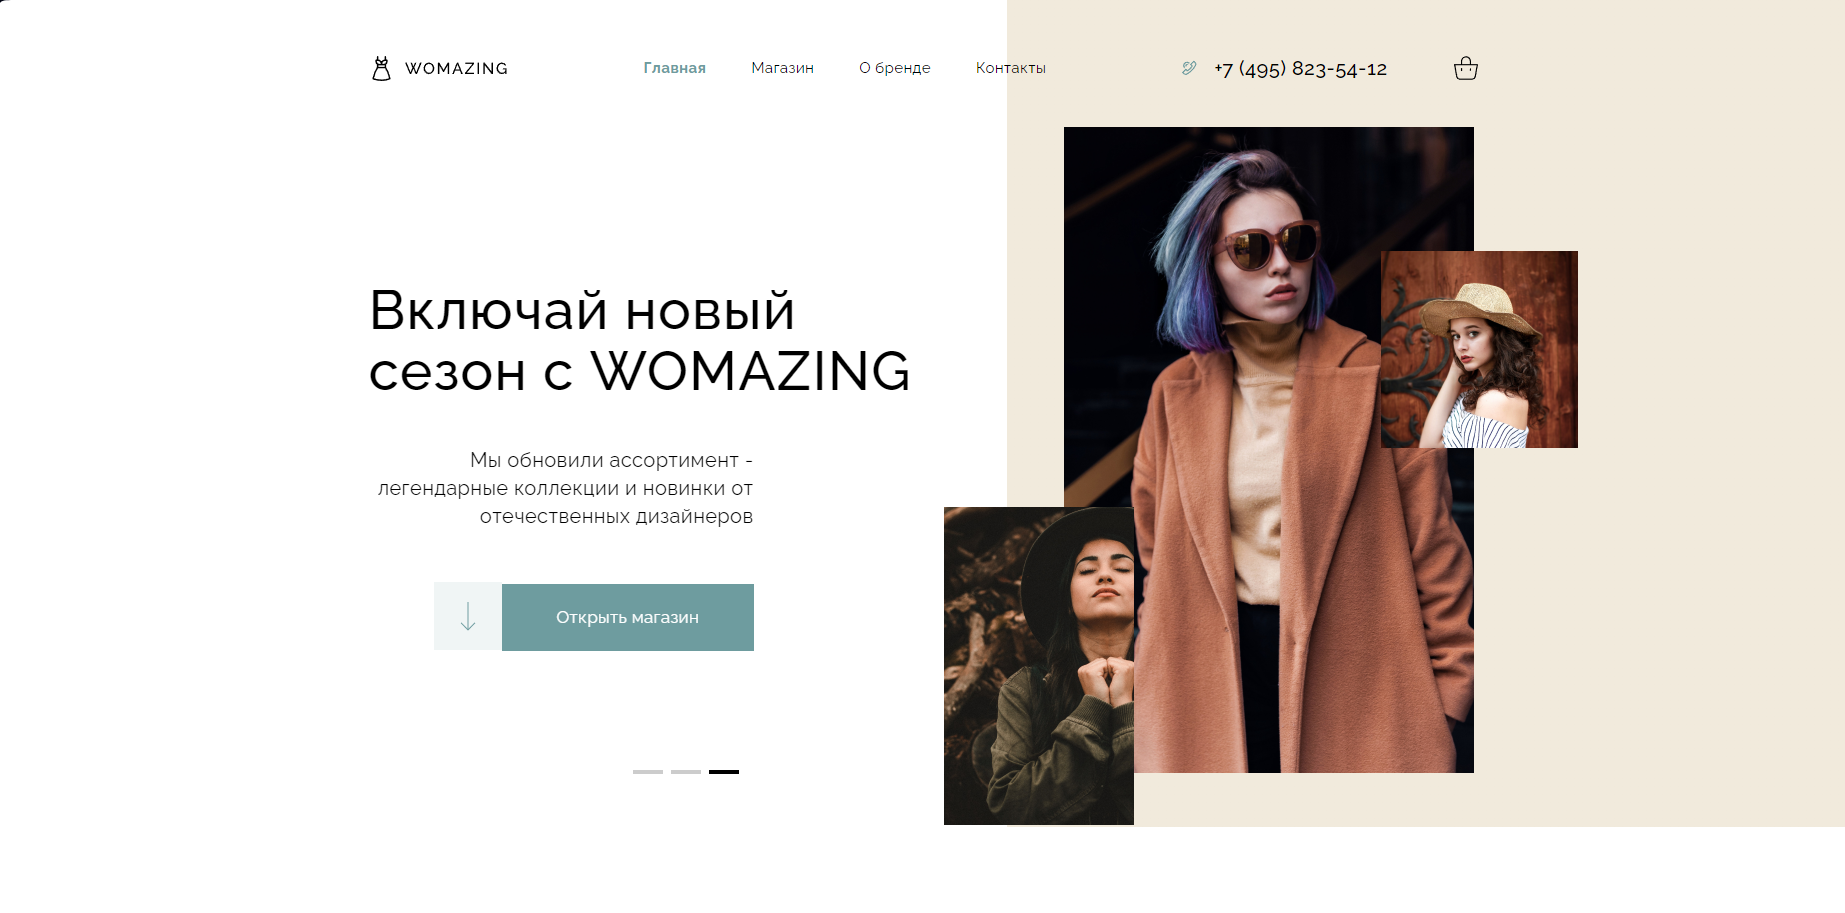 WOMAZING
Главная
Магазин
О бренде
Контакты
+7 (495) 823-54-12
Включай новый
сезон с WOMAZING
Мы обновили ассортимент -
легендарные коллекции и новинки от
отечественных дизайнеров
Открыть магазин